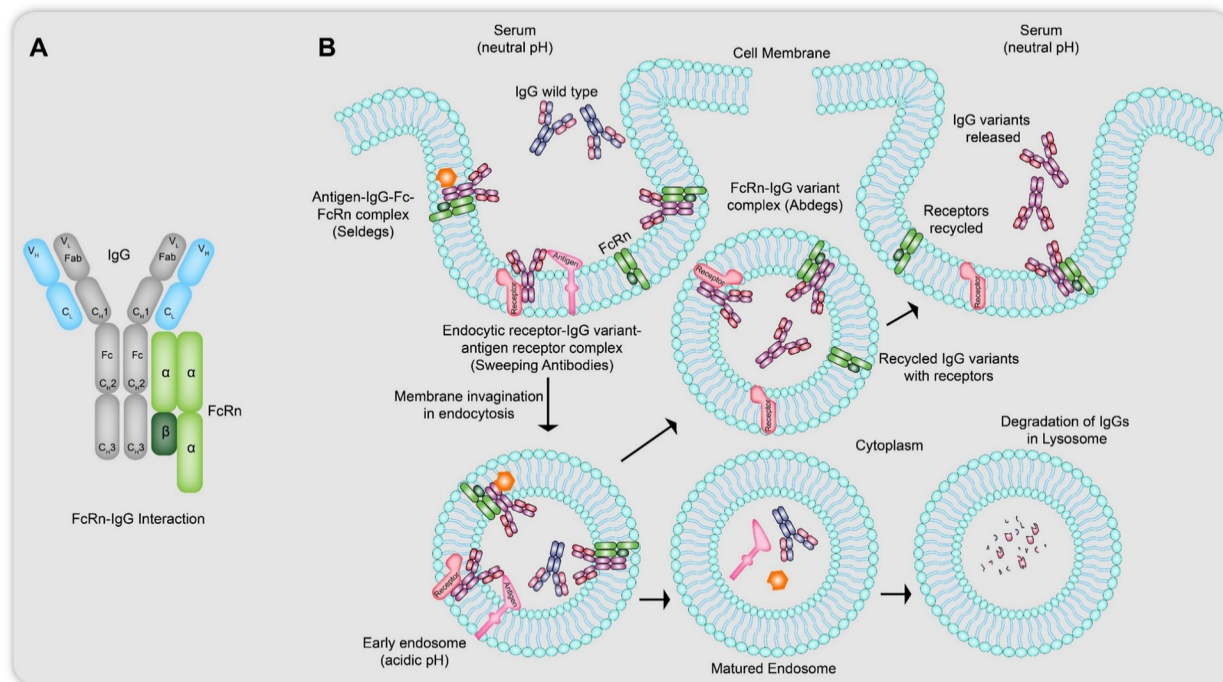 A
V_H
V_L
Fab
IgG
V_L
Fab
V_H
C_L
C_H1
C_H1
C_L
Fc
Fc
C_H2
C_H2
α
α
FcRn
β
α
C_H3
C_H3
FcRn-IgG Interaction
B
Serum
(neutral pH)
Cell Membrane
Serum
(neutral pH)
IgG wild type
IgG variants
released
Antigen-IgG-Fc-
FcRn complex
(Seldegs)
FcRn-IgG variant
complex (Abdegs)
Receptors
recycled
FcRn
Antigen
Receptor
Receptor
Receptor
Endocytic receptor-IgG variant-
antigen receptor complex
(Sweeping Antibodies)
Recycled IgG variants
with receptors
Membrane invagination
in endocytosis
Receptor
Cytoplasm
Degradation of IgGs
in Lysosome
Receptor
Antigen
Early endosome
(acidic pH)
Matured Endosome